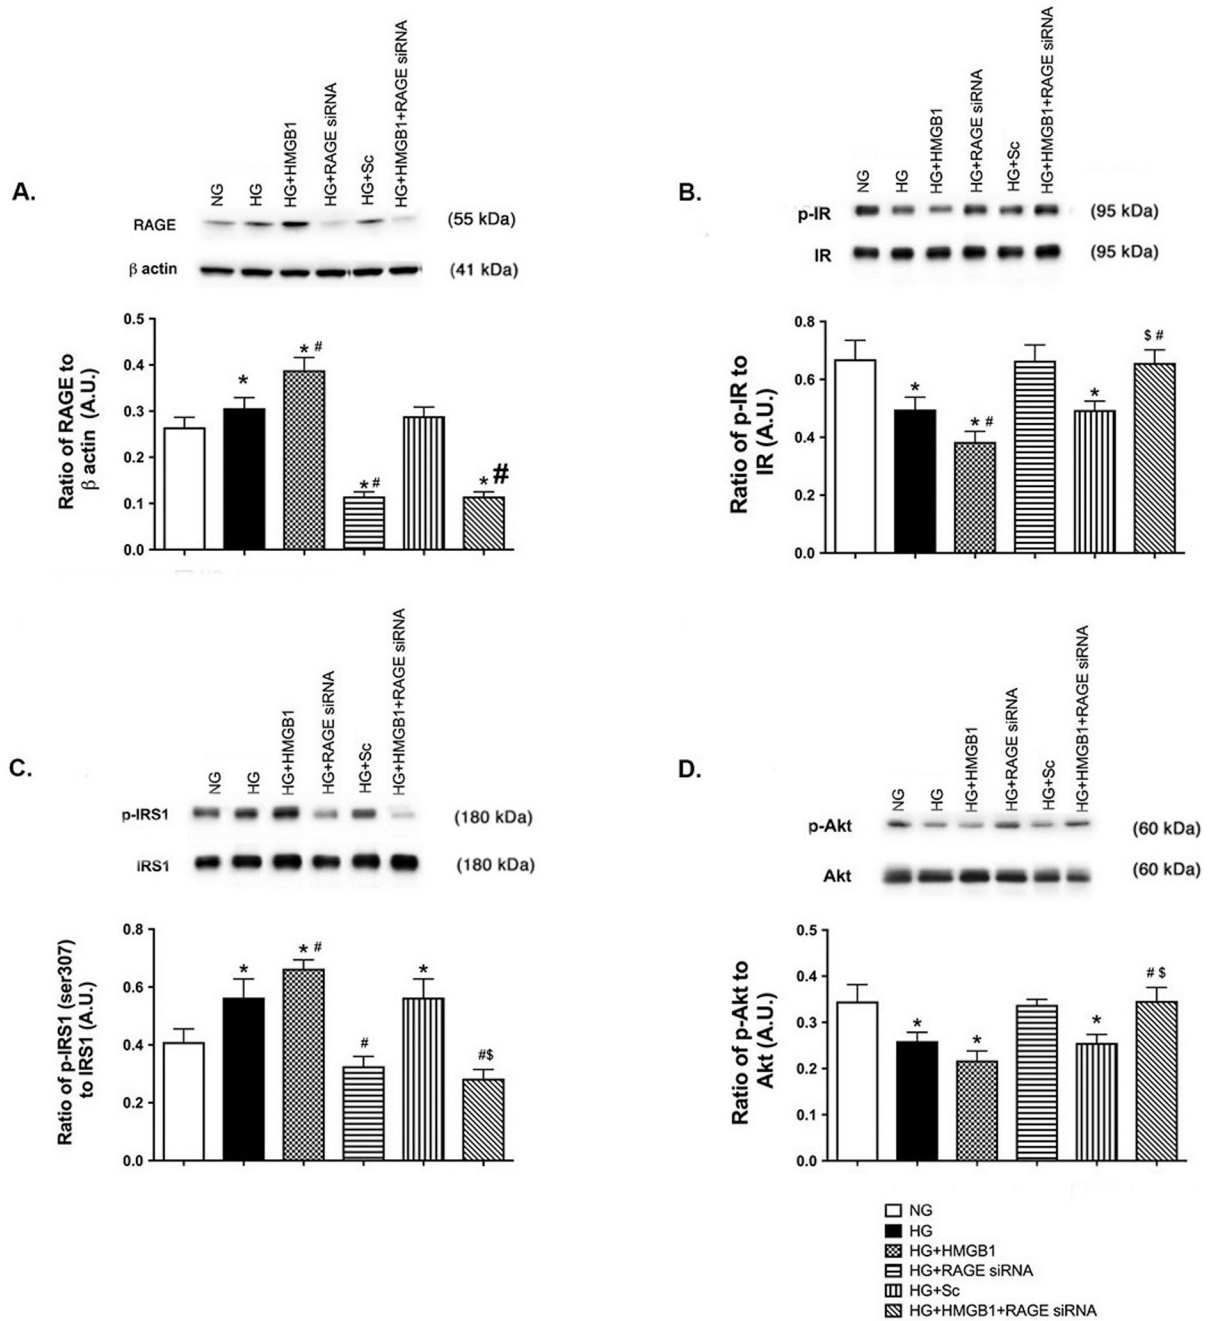 A.
NG
HG
HG+HMGB1
HG+RAGE siRNA
HG+Sc
HG+HMGB1+RAGE siRNA
RAGE (55 kDa)
β actin (41 kDa)
Ratio of RAGE to
β actin (A.U.)
0.5
0.4
0.3
0.2
0.1
0.0
*
* #
* #
* #
B.
NG
HG
HG+HMGB1
HG+RAGE siRNA
HG+Sc
HG+HMGB1+RAGE siRNA
p-IR (95 kDa)
IR (95 kDa)
Ratio of p-IR to
IR (A.U.)
0.8
0.6
0.4
0.2
0.0
*
* #
*
$ #
C.
NG
HG
HG+HMGB1
HG+RAGE siRNA
HG+Sc
HG+HMGB1+RAGE siRNA
p-IRS1 (180 kDa)
IRS1 (180 kDa)
Ratio of p-IRS1 (ser307)
to IRS1 (A.U.)
0.8
0.6
0.4
0.2
0.0
*
* #
#
*
#$
D.
NG
HG
HG+HMGB1
HG+RAGE siRNA
HG+Sc
HG+HMGB1+RAGE siRNA
p-Akt (60 kDa)
Akt (60 kDa)
Ratio of p-Akt to
Akt (A.U.)
0.5
0.4
0.3
0.2
0.1
0.0
*
*
*
# $
NG
HG
HG+HMGB1
HG+RAGE siRNA
HG+Sc
HG+HMGB1+RAGE siRNA